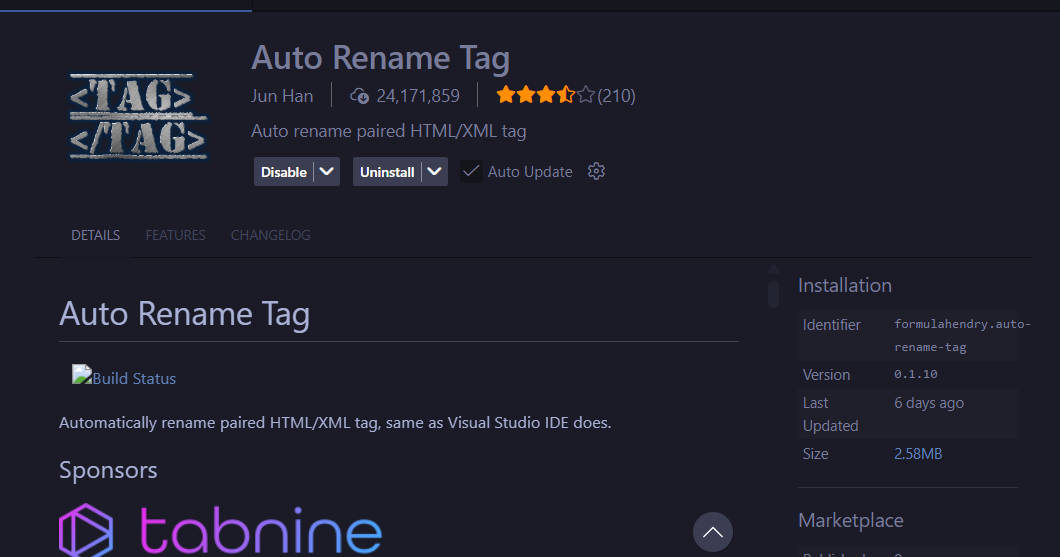 <TAG>
</TAG>
Auto Rename Tag
Jun Han 24,171,859 (210)
Auto rename paired HTML/XML tag
Disable Uninstall Auto Update
DETAILS FEATURES CHANGELOG
Auto Rename Tag
Build Status
Automatically rename paired HTML/XML tag, same as Visual Studio IDE does.
Sponsors
tabnine
Installation
Identifier formulahendry.auto-
rename-tag
Version 0.1.10
Last 6 days ago
Updated
Size 2.58MB
Marketplace